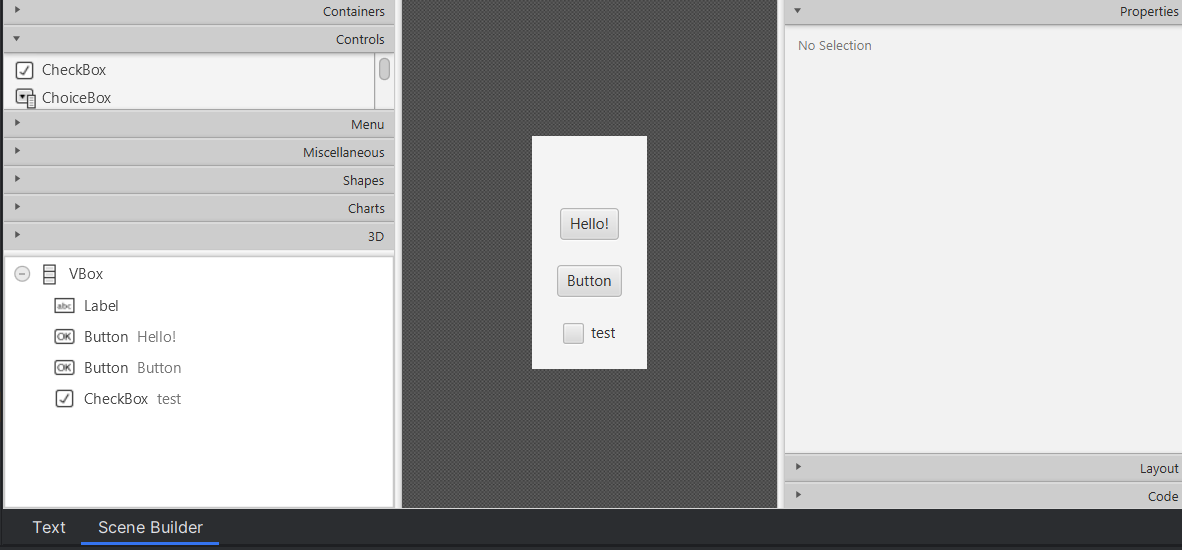 Containers
Controls
CheckBox
ChoiceBox
Menu
Miscellaneous
Shapes
Charts
3D
VBox
abc Label
OK Button Hello!
OK Button Button
CheckBox test
Hello!
Button
test
Properties
No Selection
Layout
Code
Text Scene Builder